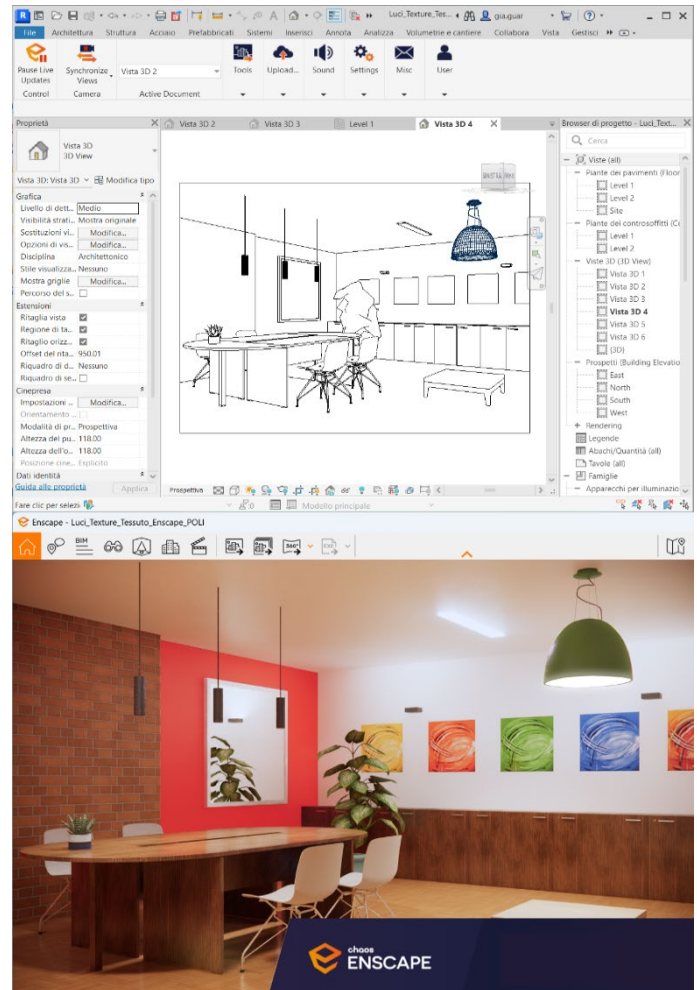 Luci_Texture_Tes...
gia.guar
File Architettura Struttura Acciaio Prefabbricati Sistemi Inserisci Annota Analizza Volumetrie e cantiere Collabora Vista Gestisci
Pause Live Updates
Synchronize Views
Vista 3D 2
Tools
Upload...
Sound
Settings
Misc
User
Control
Camera
Active Document
Proprietà
Vista 3D 2
Vista 3D 3
Level 1
Vista 3D 4
Browser di progetto - Luci_Text...
Vista 3D
3D View
Vista 3D: Vista 3D
Modifica tipo
Grafica
Livello di dett... Medio
Visibilità strati... Mostra originale
Sostituzioni vi... Modifica...
Opzioni di vis... Modifica...
Disciplina Architettonico
Stile visualizza... Nessuno
Mostra griglie Modifica...
Percorso del s...
Estensioni
Ritaglia vista
Regione di ta...
Ritaglio orizz...
Offset del rita... 950.01
Riquadro di d... Nessuno
Riquadro di se...
Cinepresa
Impostazioni ... Modifica...
Orientamento ...
Modalità di pr... Prospettiva
Altezza del pu... 118.00
Altezza dell'o... 118.00
Posizione cine... Esplicito
Dati identità
Guida alle proprietà
Applica
Cerca
Viste (all)
Piante dei pavimenti (Floor
Level 1
Level 2
Site
Piante dei controsoffitti (Ce
Level 1
Level 2
Viste 3D (3D View)
Vista 3D 1
Vista 3D 2
Vista 3D 3
Vista 3D 4
Vista 3D 5
Vista 3D 6
{3D}
Prospetti (Building Elevatio
East
North
South
West
Rendering
Legende
Abachi/Quantità (all)
Tavole (all)
Famiglie
Apparecchi per illuminazio
Prospettiva
Fare clic per selezi
:0
Modello principale
Enscape - Luci_Texture_Tessuto_Enscape_POLI
BIM
360°
EXE
chaos
ENSCAPE